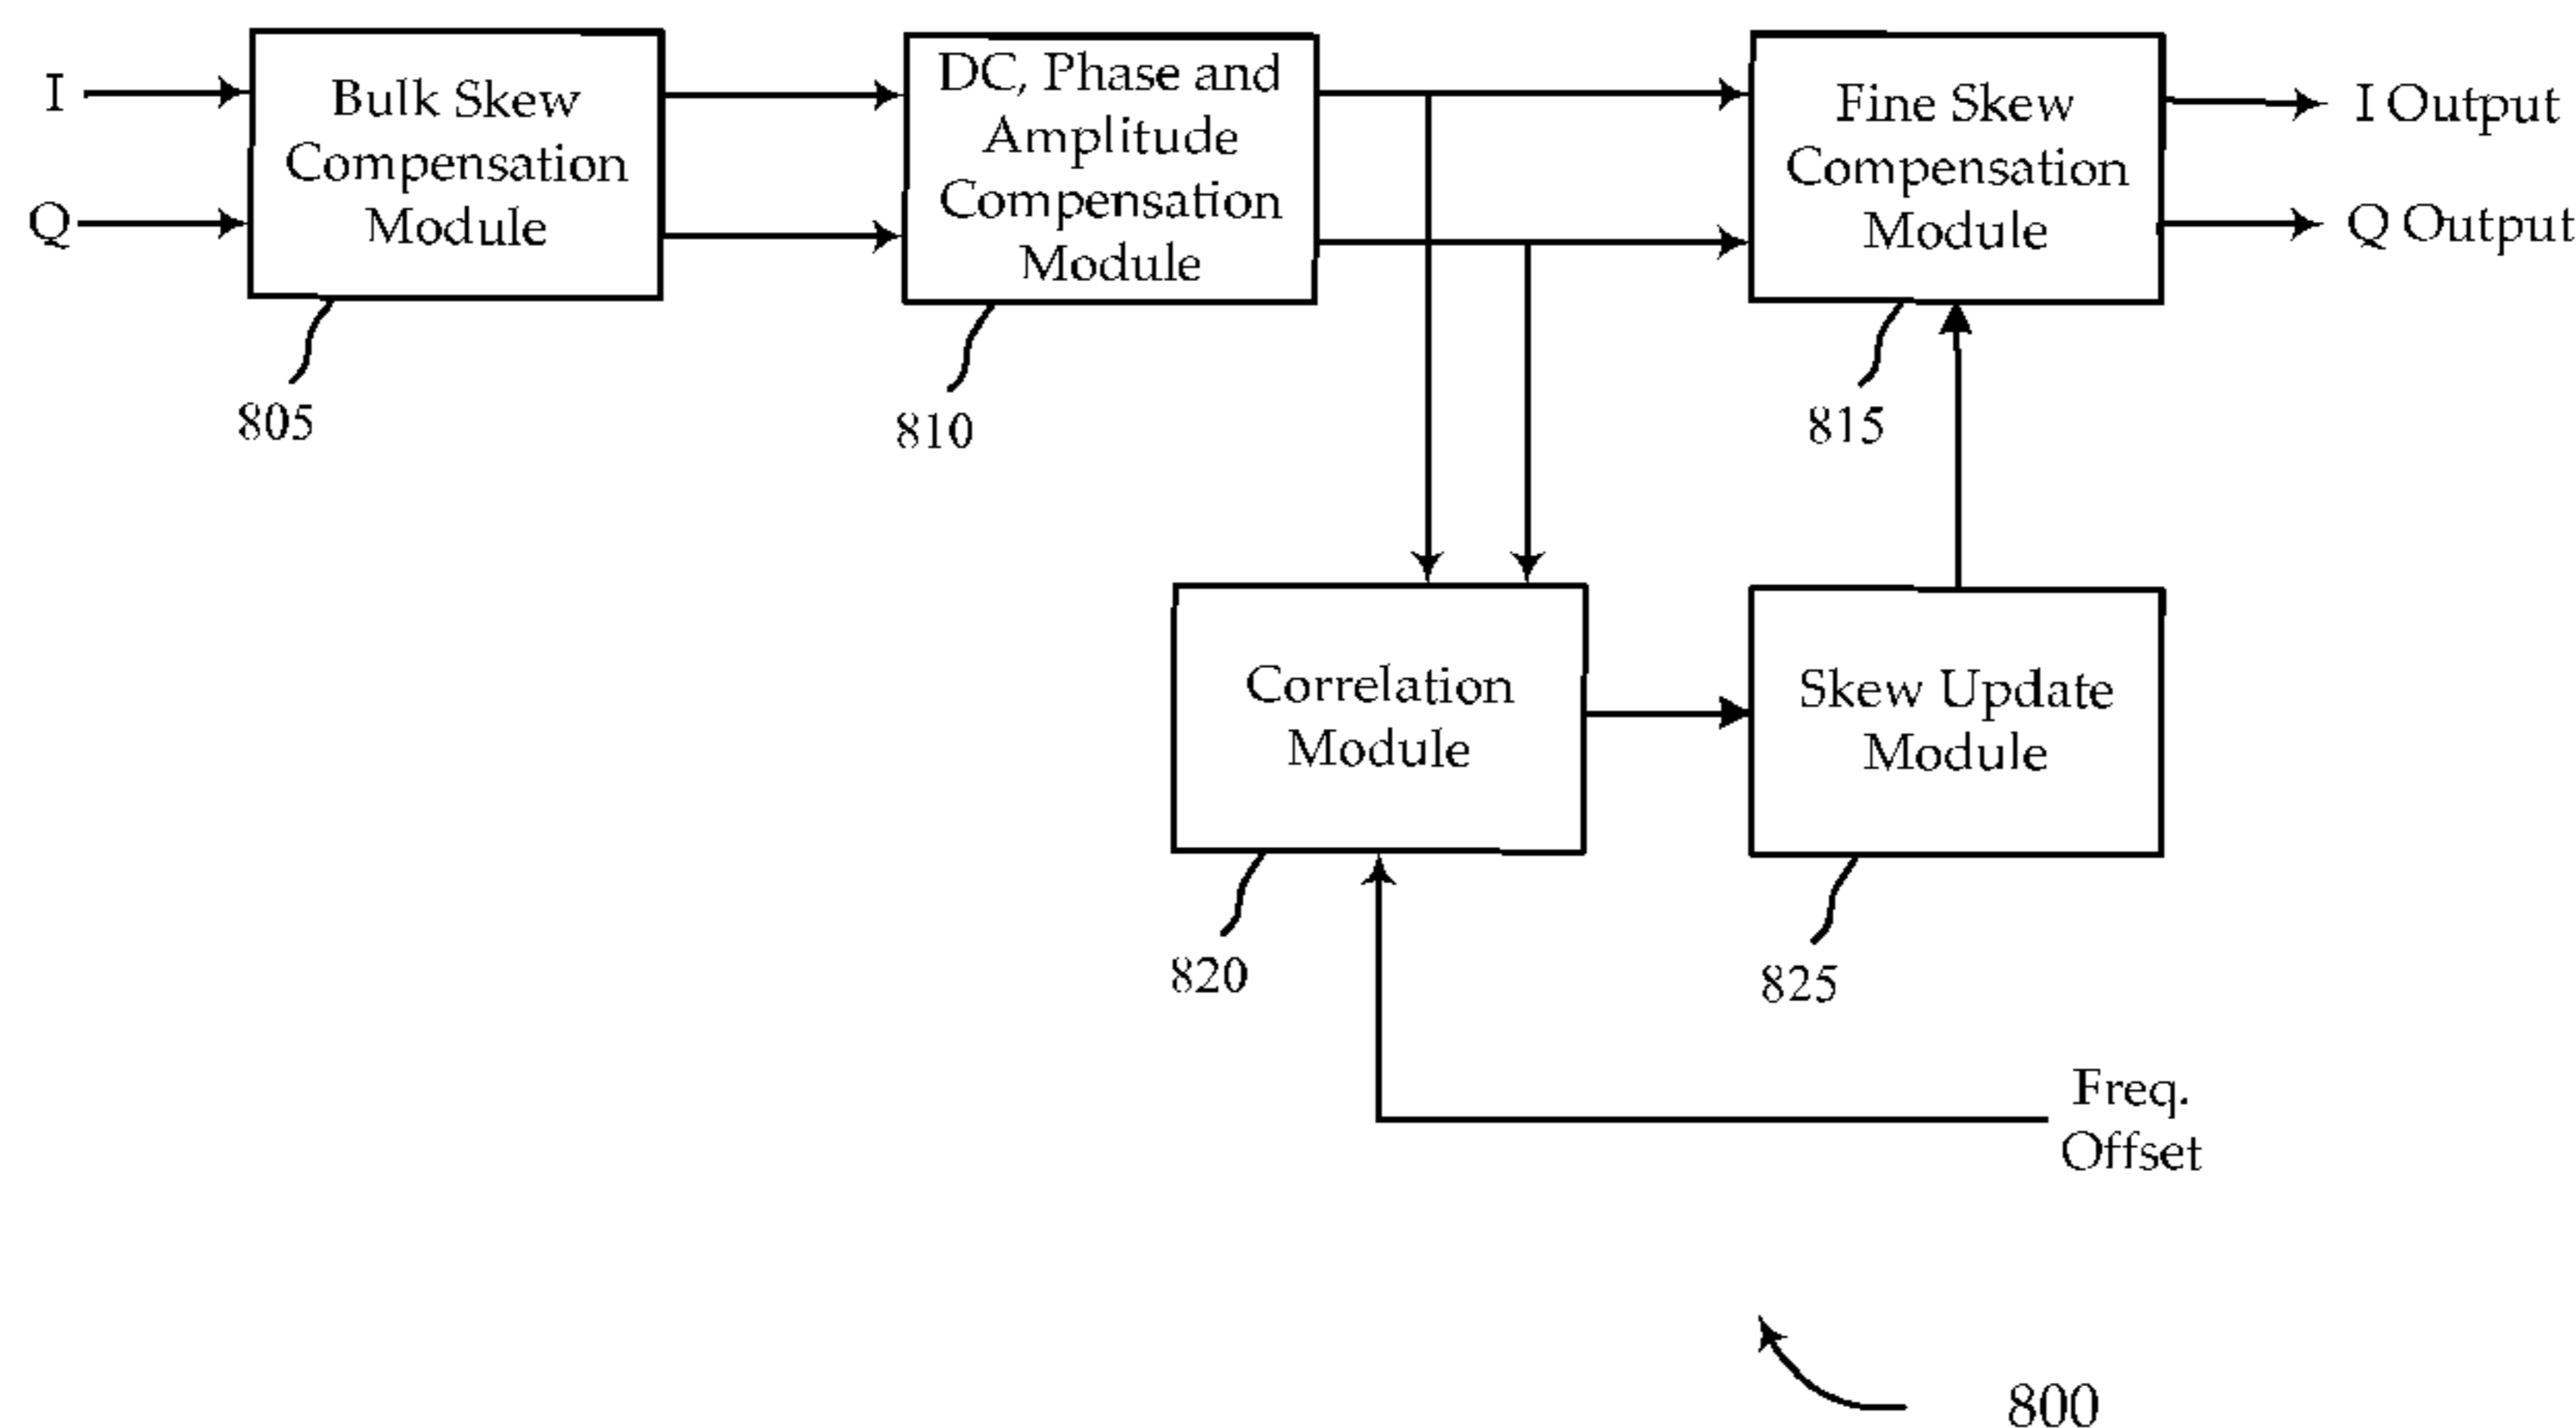 I
Q
Bulk Skew
Compensation
Module
805
DC, Phase and
Amplitude
Compensation
Module
810
Fine Skew
Compensation
Module
815
I Output
Q Output
Correlation
Module
820
Skew Update
Module
825
Freq.
Offset
800